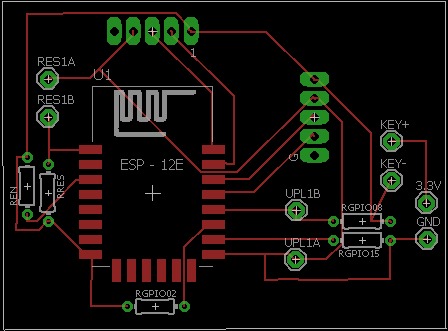 1
RES1A
U1
RES1B
KEY+
ESP - 12E
G
KEY-
REN
RRES
UPL1B
3.3V
RGPIO08
GND
UPL1A
RGPIO15
RGPIO02